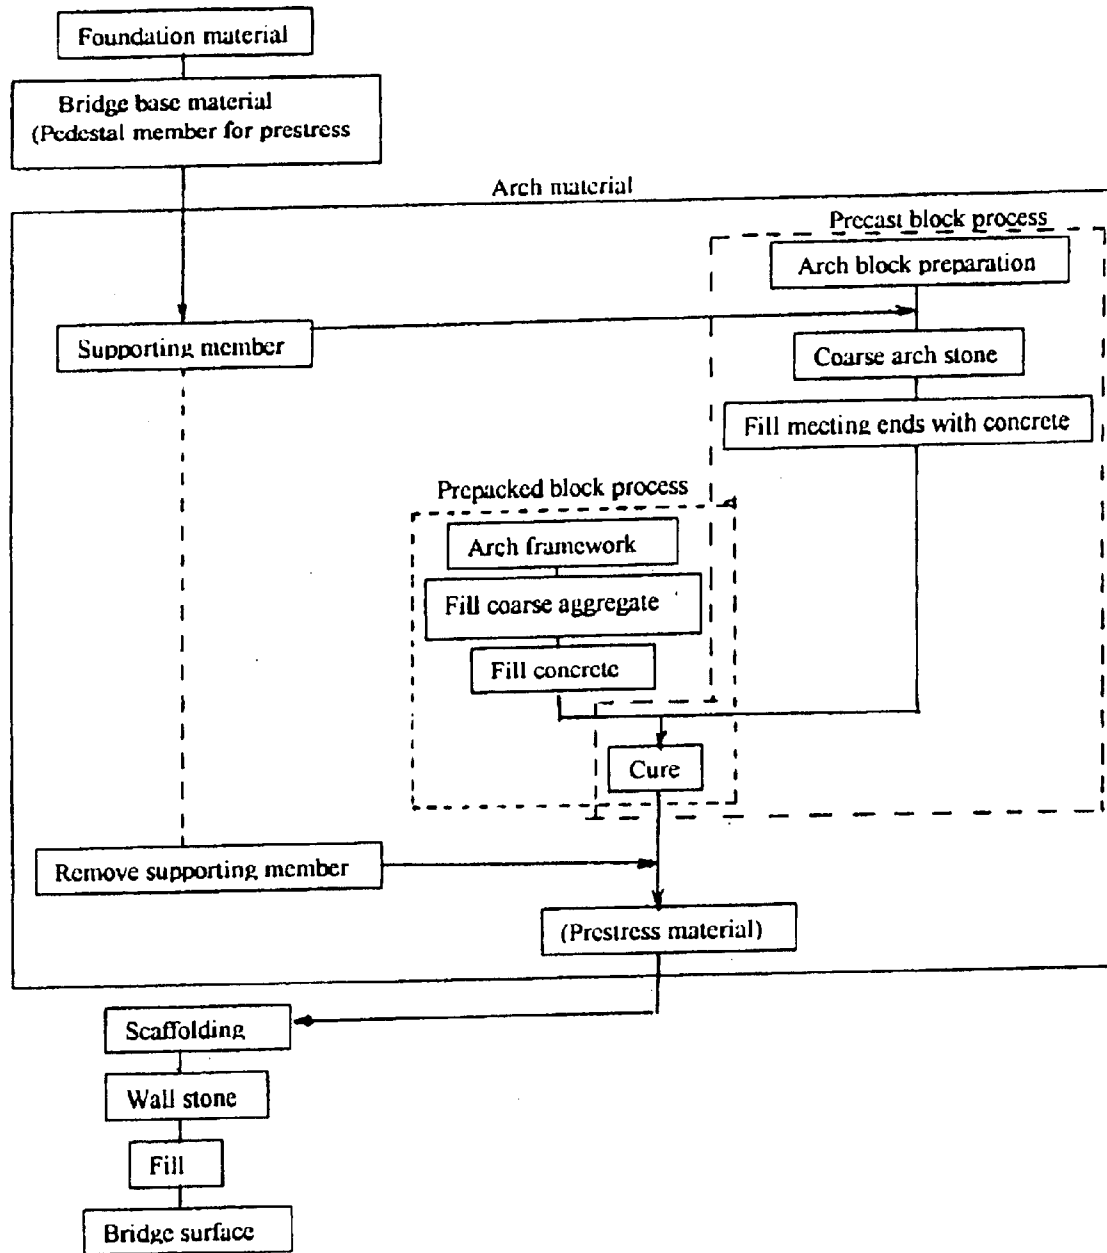 Foundation material
Bridge base material
(Pedestal member for prestress
Arch material
Precast block process
Arch block preparation
Supporting member
Coarse arch stone
Fill meeting ends with concrete
Prepacked block process
Arch framework
Fill coarse aggregate
Fill concrete
Cure
Remove supporting member
(Prestress material)
Scaffolding
Wall stone
Fill
Bridge surface